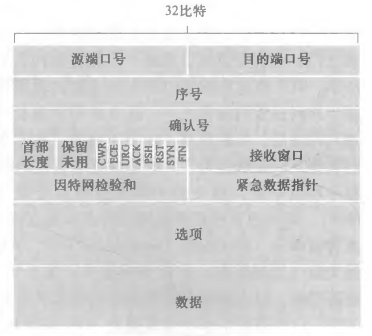 32比特
源端口号 目的端口号
序号
确认号
首部长度 保留未用 CWR ECE URG ACK PSH RST SYN FIN 接收窗口
因特网检验和 紧急数据指针
选项
数据